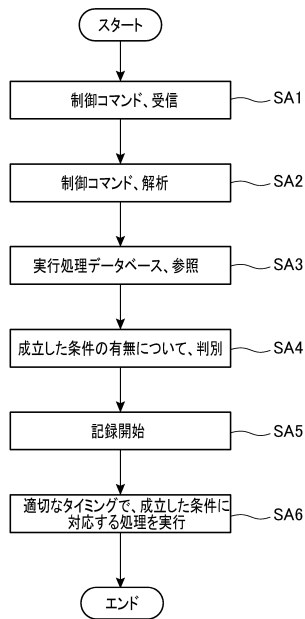 スタート
制御コマンド、受信
SA1
制御コマンド、解析
SA2
実行処理データベース、参照
SA3
成立した条件の有無について、判別
SA4
記録開始
SA5
適切なタイミングで、成立した条件に
対応する処理を実行
SA6
エンド